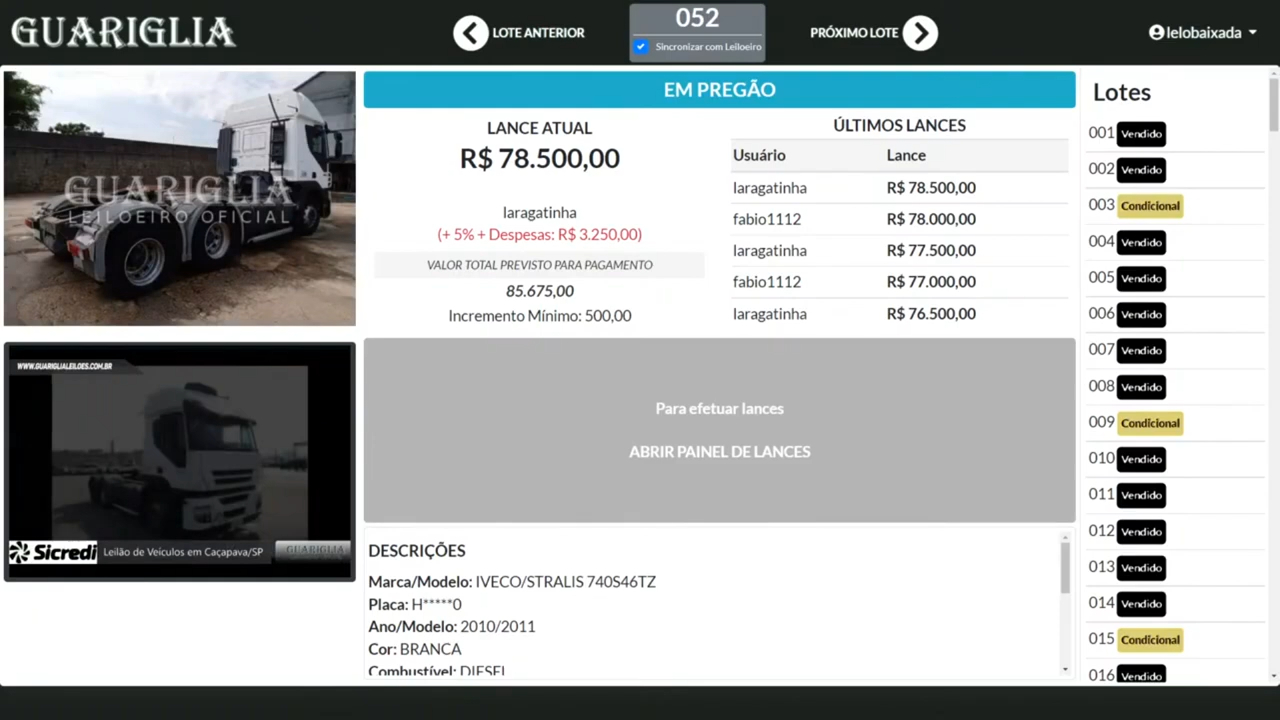 GUARIGLIA
LOTE ANTERIOR
052
Sincronizar com Leiloeiro
PRÓXIMO LOTE
lelobaixada
GUARIGLIA
LEILOEIRO OFICIAL
WWW.GUARIGLIALEILOES.COM.BR
Sicredi
Leilão de Veículos em Caçapava/SP
GUARIGLIA
EM PREGÃO
LANCE ATUAL
R$ 78.500,00
laragatinha
(+ 5% + Despesas: R$ 3.250,00)
VALOR TOTAL PREVISTO PARA PAGAMENTO
85.675,00
Incremento Mínimo: 500,00
ÚLTIMOS LANCES
Usuário Lance
laragatinha R$ 78.500,00
fabio1112 R$ 78.000,00
laragatinha R$ 77.500,00
fabio1112 R$ 77.000,00
laragatinha R$ 76.500,00
Para efetuar lances
ABRIR PAINEL DE LANCES
DESCRIÇÕES
Marca/Modelo: IVECO/STRALIS 740S46TZ
Placa: H*****0
Ano/Modelo: 2010/2011
Cor: BRANCA
Combustível: DIESEL
Lotes
001 Vendido
002 Vendido
003 Condicional
004 Vendido
005 Vendido
006 Vendido
007 Vendido
008 Vendido
009 Condicional
010 Vendido
011 Vendido
012 Vendido
013 Vendido
014 Vendido
015 Condicional
016 Vendido